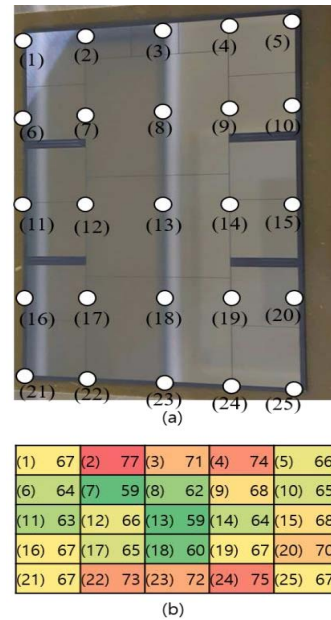 (1) (2) (3) (4) (5)
(6) (7) (8) (9) (10)
(11) (12) (13) (14) (15)
(16) (17) (18) (19) (20)
(21) (22) (23) (24) (25)
(a)
(1) 67 (2) 77 (3) 71 (4) 74 (5) 66
(6) 64 (7) 59 (8) 62 (9) 68 (10) 65
(11) 63 (12) 66 (13) 59 (14) 64 (15) 68
(16) 67 (17) 65 (18) 60 (19) 67 (20) 70
(21) 67 (22) 73 (23) 72 (24) 75 (25) 67
(b)